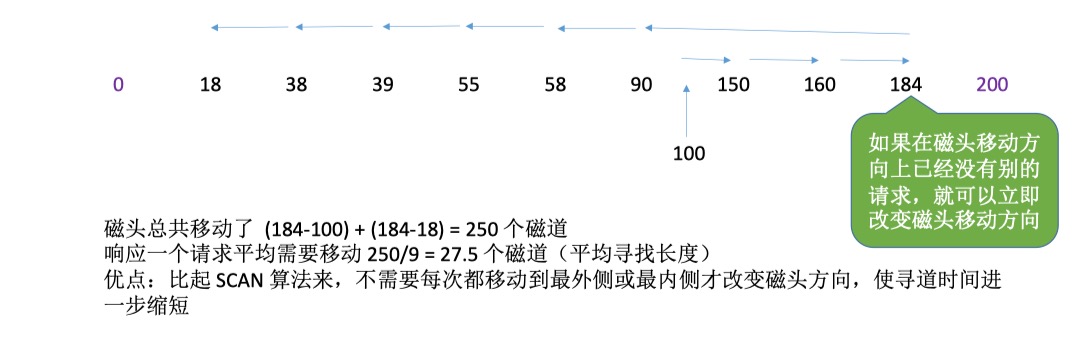 0 18 38 39 55 58 90 150 160 184 200
100
如果在磁头移动方
向上已经没有别的
请求，就可以立即
改变磁头移动方向
磁头总共移动了 (184-100) + (184-18) = 250 个磁道
响应一个请求平均需要移动 250/9 = 27.5 个磁道（平均寻找长度）
优点：比起 SCAN 算法来，不需要每次都移动到最外侧或最内侧才改变磁头方向，使寻道时间进
一步缩短